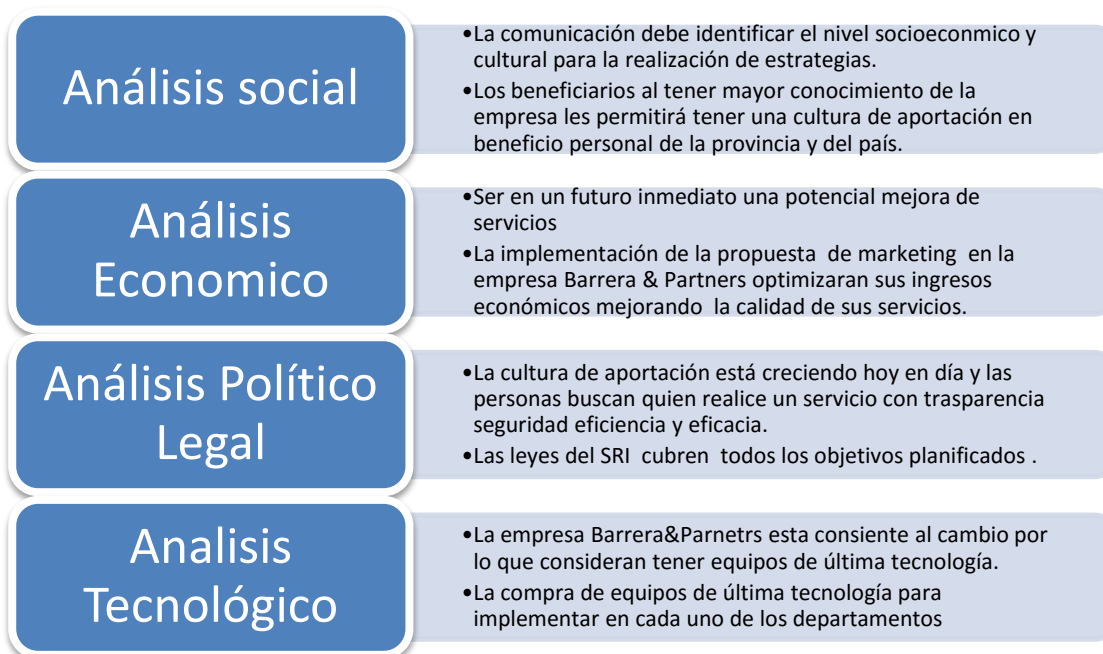 Análisis social
•La comunicación debe identificar el nivel socioeconmico y
cultural para la realización de estrategias.
•Los beneficiarios al tener mayor conocimiento de la
empresa les permitirá tener una cultura de aportación en
beneficio personal de la provincia y del país.
Análisis
Economico
•Ser en un futuro inmediato una potencial mejora de
servicios
•La implementación de la propuesta de marketing en la
empresa Barrera & Partners optimizaran sus ingresos
económicos mejorando la calidad de sus servicios.
Análisis Político
Legal
•La cultura de aportación está creciendo hoy en día y las
personas buscan quien realice un servicio con trasparencia
seguridad eficiencia y eficacia.
•Las leyes del SRI cubren todos los objetivos planificados .
Analisis
Tecnológico
•La empresa Barrera&Parnetrs esta consiente al cambio por
lo que consideran tener equipos de última tecnología.
•La compra de equipos de última tecnología para
implementar en cada uno de los departamentos